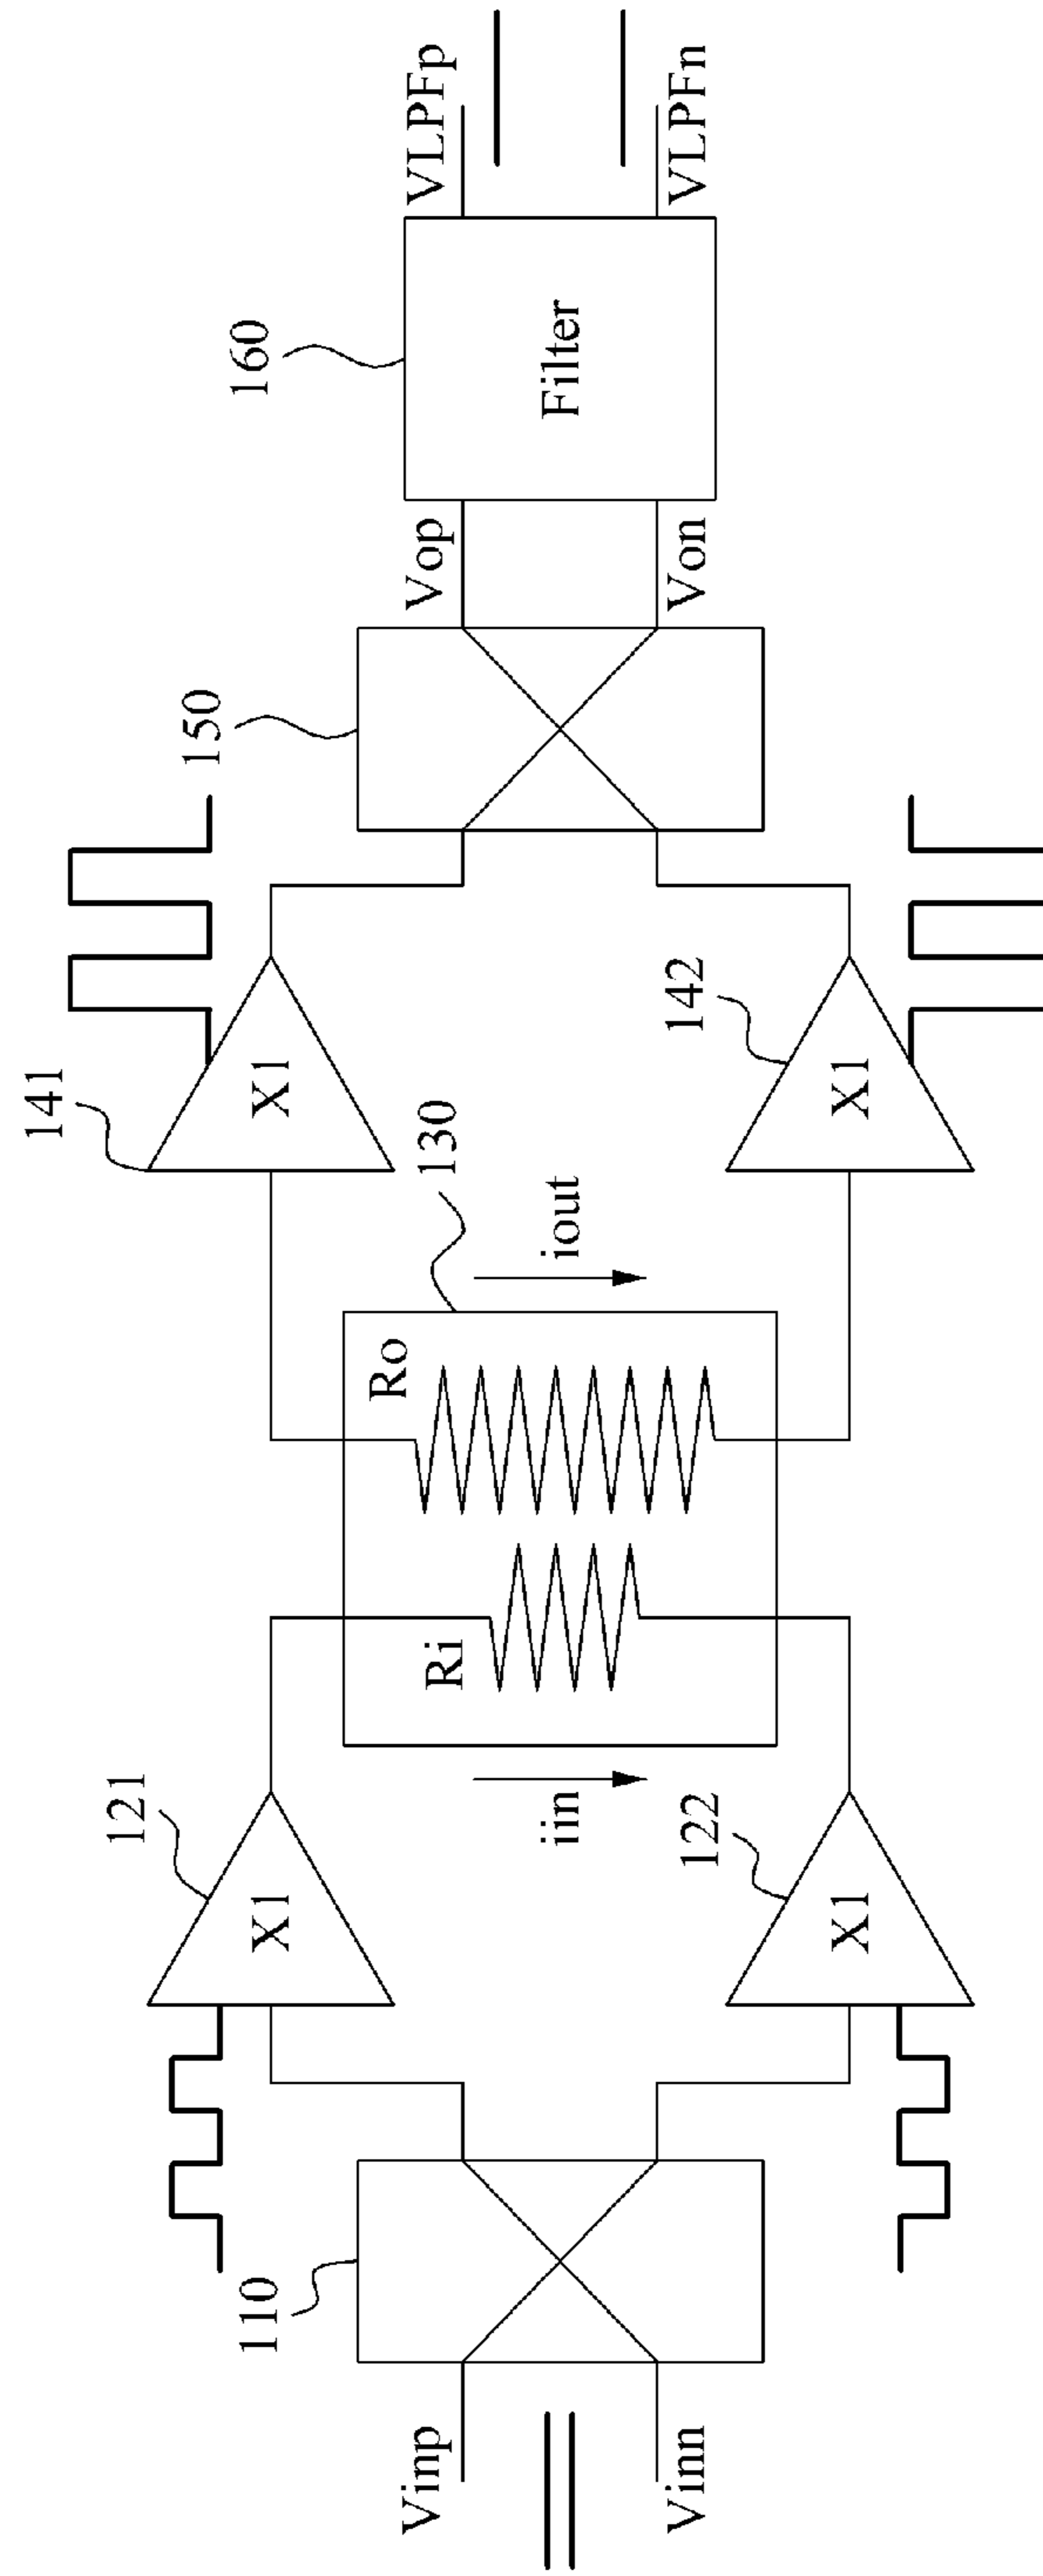 Vinp
Vinn
110
121
X1
122
X1
iin
Ri
Ro
iout
130
141
X1
142
X1
150
Vop
Von
160
Filter
VLPFp
VLPFn